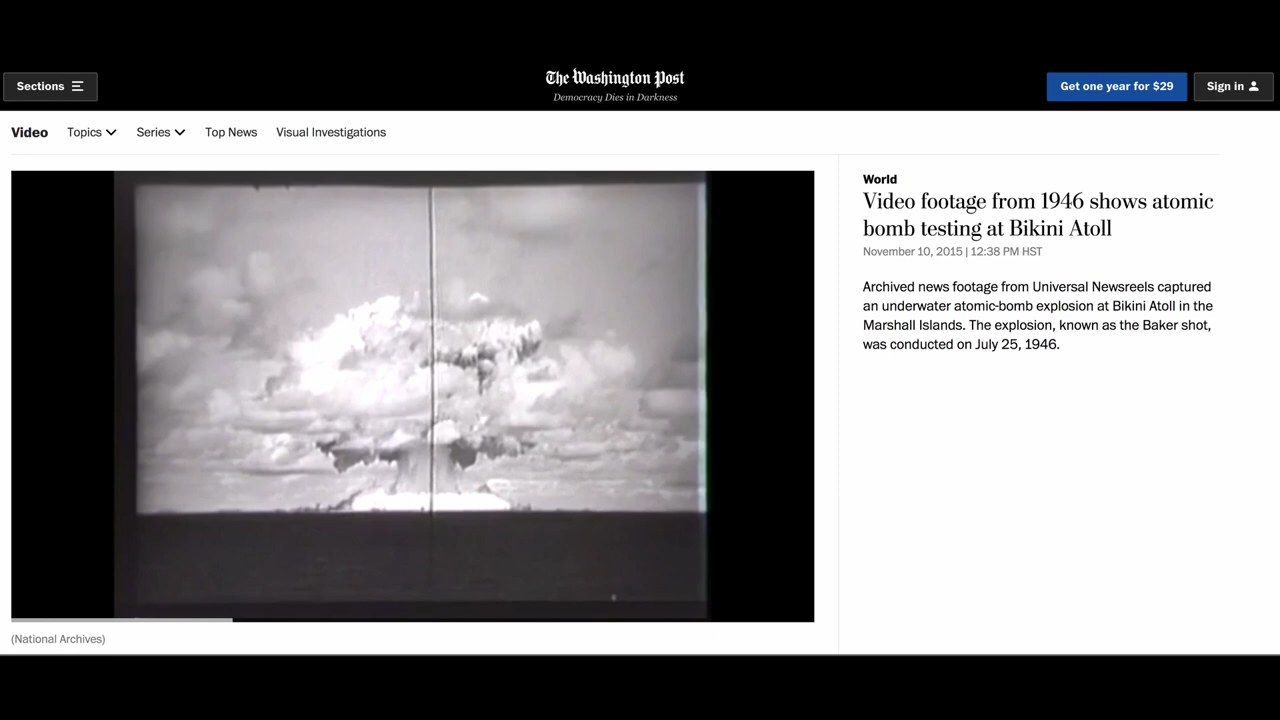 Sections
The Washington Post
Democracy Dies in Darkness
Get one year for $29
Sign in
Video
Topics
Series
Top News
Visual Investigations
World
Video footage from 1946 shows atomic
bomb testing at Bikini Atoll
November 10, 2015 | 12:38 PM HST
Archived news footage from Universal Newsreels captured
an underwater atomic-bomb explosion at Bikini Atoll in the
Marshall Islands. The explosion, known as the Baker shot,
was conducted on July 25, 1946.
(National Archives)